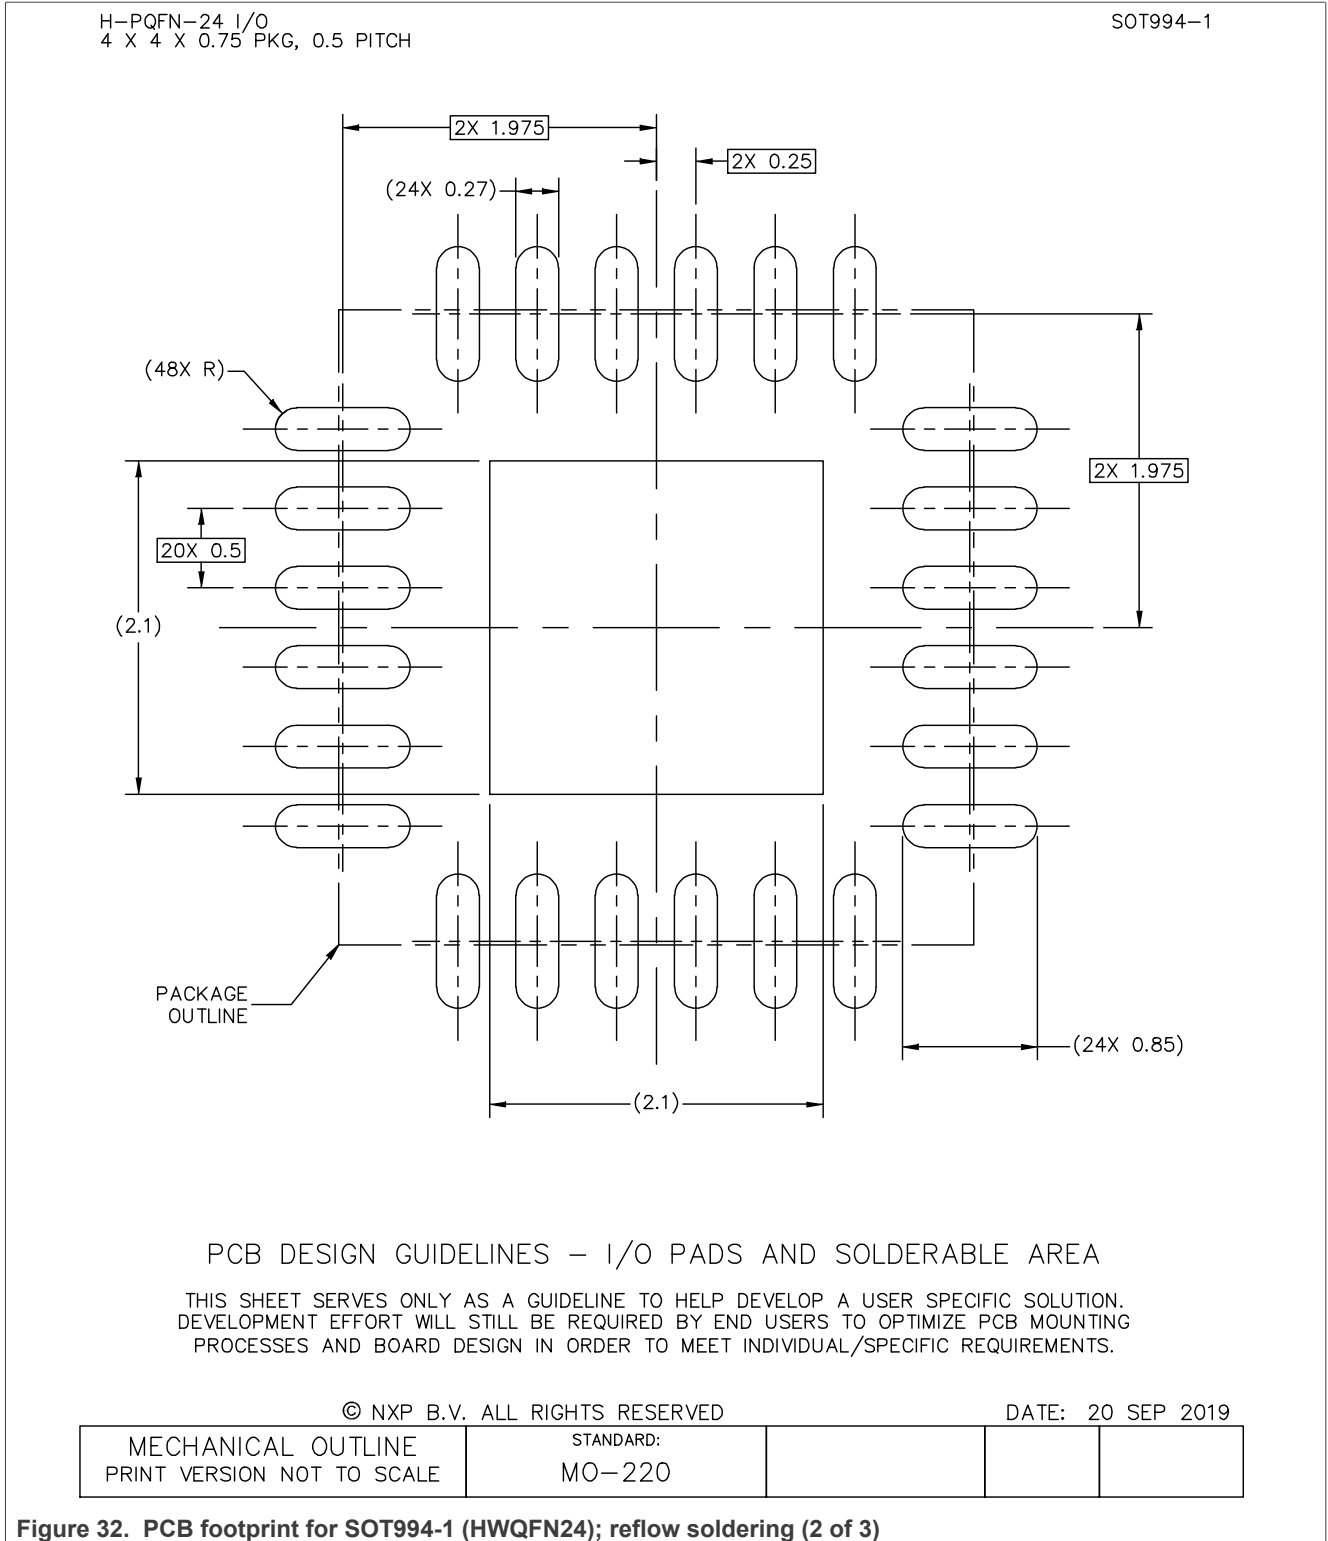 H-PQFN-24 I/O
4 X 4 X 0.75 PKG, 0.5 PITCH
SOT994-1
2X 1.975
2X 0.25
(24X 0.27)
(48X R)
2X 1.975
20X 0.5
(2.1)
PACKAGE
OUTLINE
(24X 0.85)
(2.1)
PCB DESIGN GUIDELINES - I/O PADS AND SOLDERABLE AREA
THIS SHEET SERVES ONLY AS A GUIDELINE TO HELP DEVELOP A USER SPECIFIC SOLUTION.
DEVELOPMENT EFFORT WILL STILL BE REQUIRED BY END USERS TO OPTIMIZE PCB MOUNTING
PROCESSES AND BOARD DESIGN IN ORDER TO MEET INDIVIDUAL/SPECIFIC REQUIREMENTS.
© NXP B.V. ALL RIGHTS RESERVED
DATE: 20 SEP 2019
MECHANICAL OUTLINE
PRINT VERSION NOT TO SCALE
STANDARD:
MO-220
Figure 32. PCB footprint for SOT994-1 (HWQFN24); reflow soldering (2 of 3)